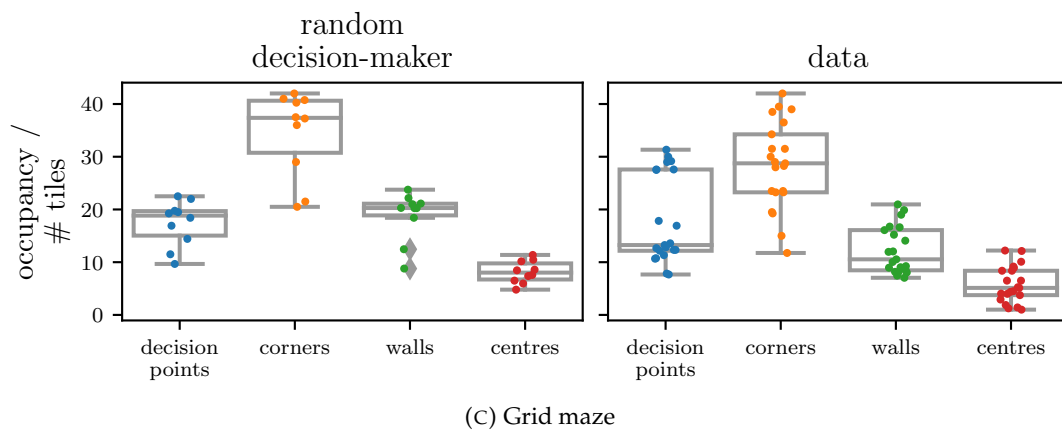 random
decision-maker
data
occupancy /
# tiles
40
30
20
10
0
decision
points
corners
walls
centres
decision
points
corners
walls
centres
(C) Grid maze